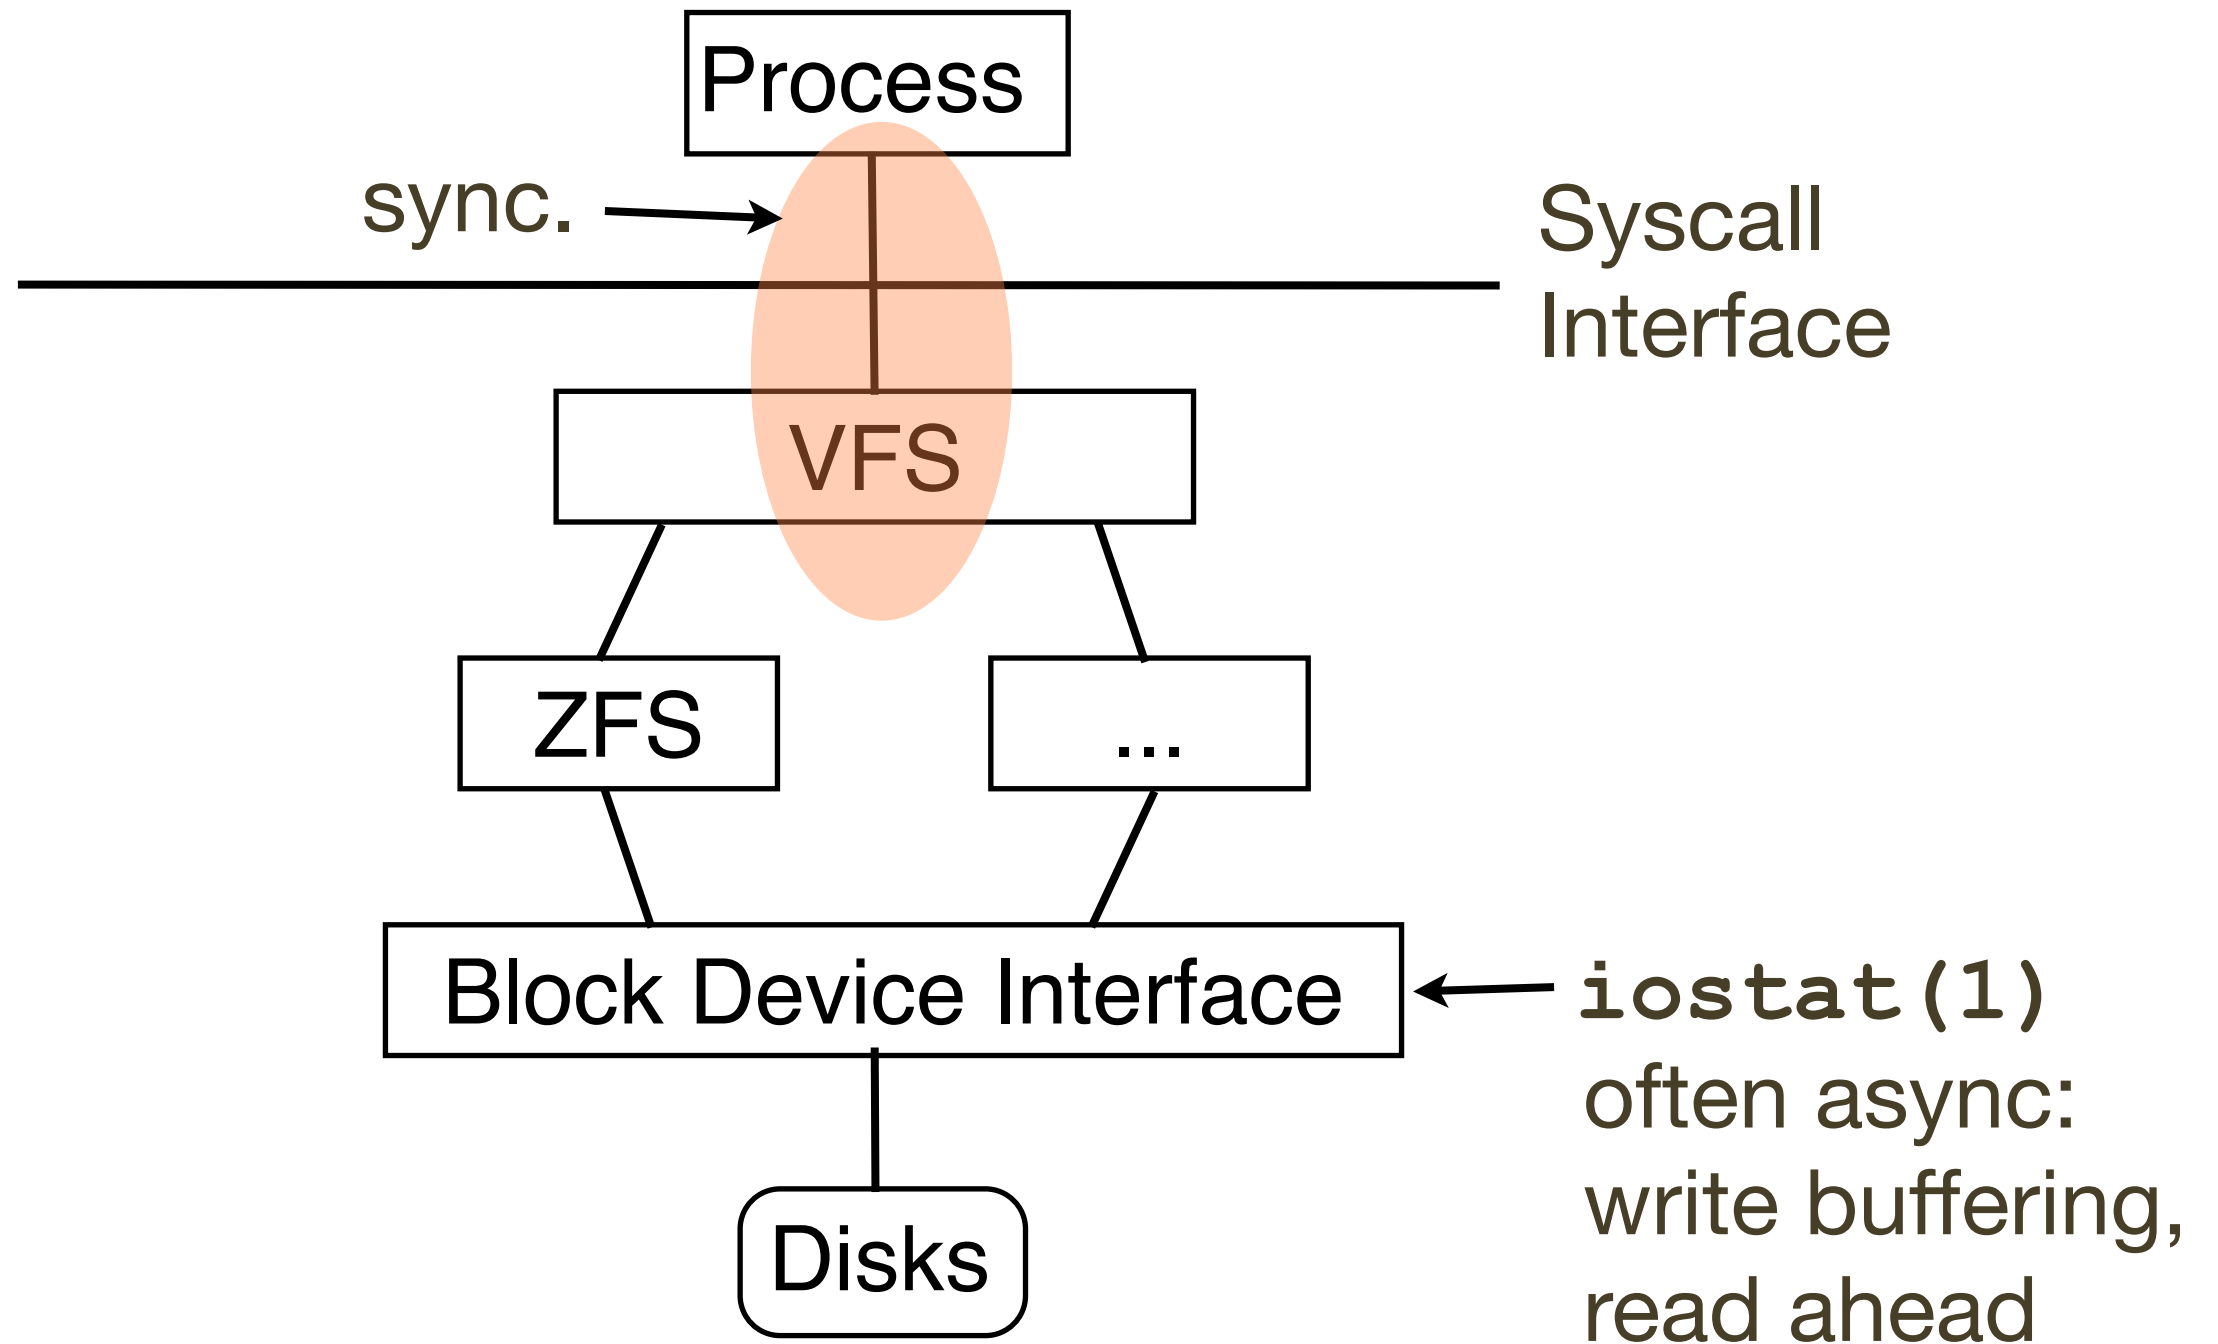 Process
sync.
Syscall
Interface
VFS
ZFS
...
Block Device Interface
iostat(1)
often async:
write buffering,
read ahead
Disks